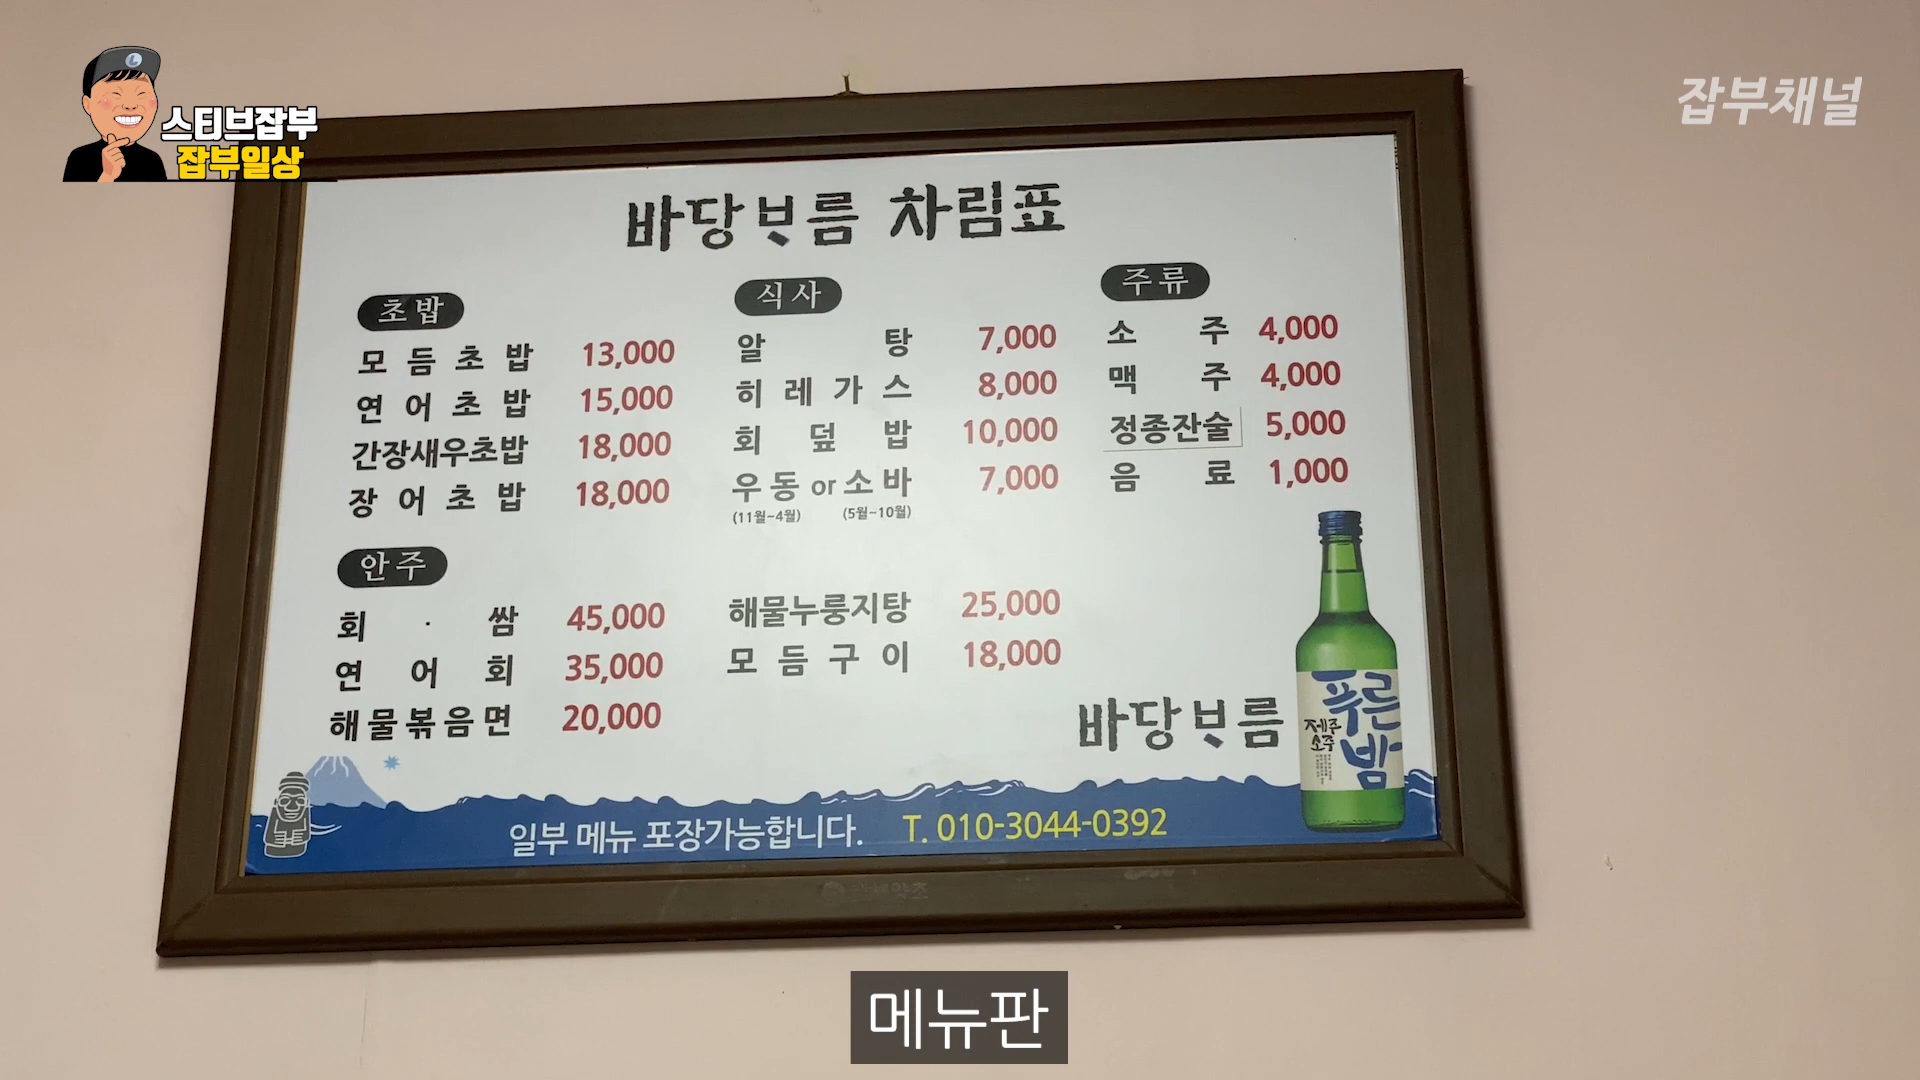 스티브잡부
잡부일상
잡부채널
바당ᄇᆞ름 차림표
초밥
모듬초밥 13,000
연어초밥 15,000
간장새우초밥 18,000
장어초밥 18,000
식사
알탕 7,000
히레가스 8,000
회덮밥 10,000
우동 or 소바 7,000
(11월~4월) (5월~10월)
주류
소주 4,000
맥주 4,000
정종잔술 5,000
음료 1,000
안주
회·쌈 45,000
연어회 35,000
해물볶음면 20,000
해물누룽지탕 25,000
모듬구이 18,000
바당ᄇᆞ름
푸른밤
제주소주
일부 메뉴 포장가능합니다. T. 010-3044-0392
메뉴판